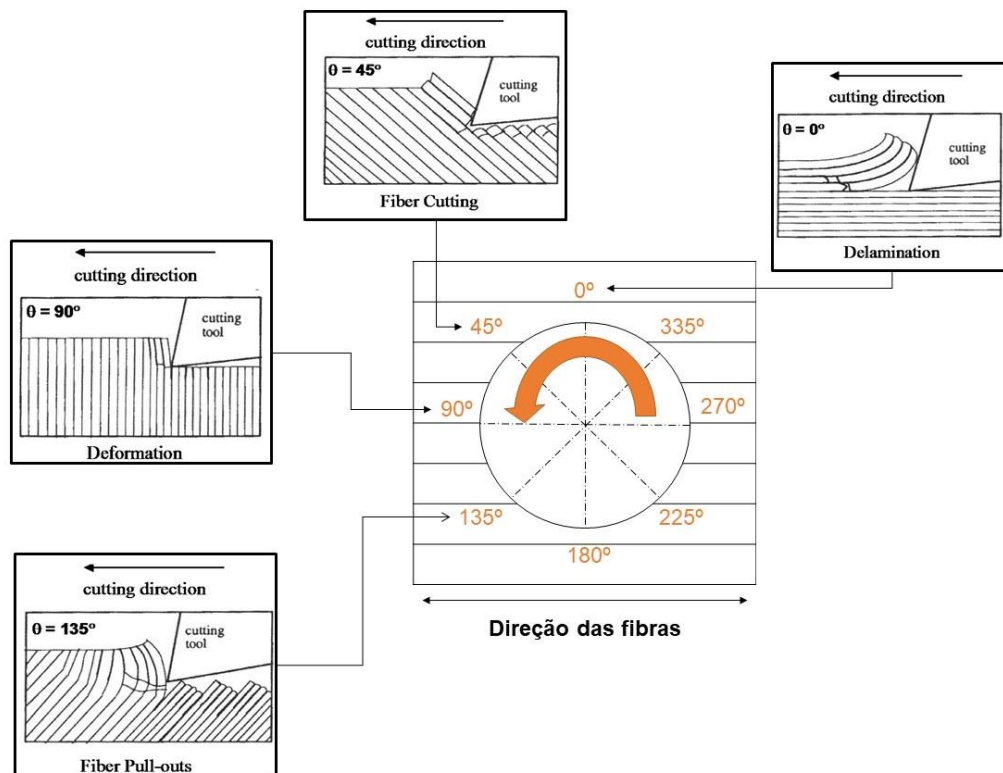 cutting direction
θ = 45º
cutting
tool
Fiber Cutting
cutting direction
θ = 0º
cutting
tool
Delamination
cutting direction
θ = 90º
cutting
tool
Deformation
cutting direction
θ = 135º
cutting
tool
Fiber Pull-outs
0º
45º
335º
90º
270º
135º
225º
180º
Direção das fibras